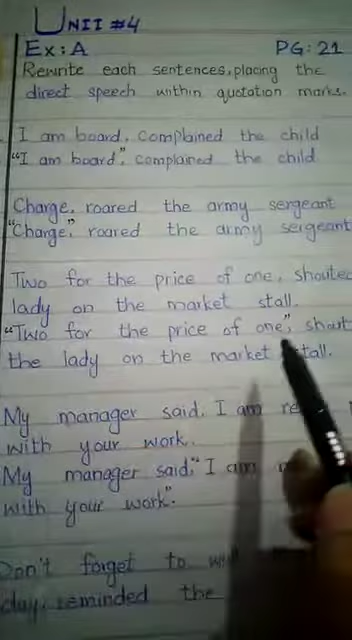 UNIT #4
Ex: A PG: 21
Rewrite each sentences, placing the
direct speech within quotation marks.
I am board, complained the child
"I am board", complained the child
Charge, roared the army sergeant
"Charge," roared the army sergeant
Two for the price of one, shouted
lady on the market stall.
"Two for the price of one", shout
the lady on the market stall.
My manager said, I am
with your work.
My manager said, "I am
with your work".
Don't forget to
day, reminded the